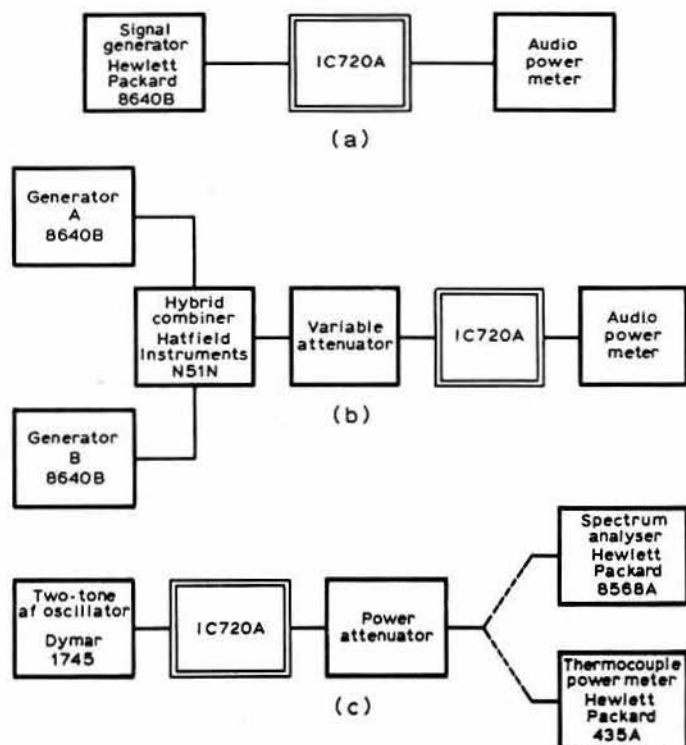 Signal
generator
Hewlett
Packard
8640B
IC720A
Audio
power
meter
(a)
Generator
A
8640B
Hybrid
combiner
Hatfield
Instruments
N51N
Variable
attenuator
IC720A
Audio
power
meter
(b)
Generator
B
8640B
Two-tone
af oscillator
Dymar
1745
IC720A
Power
attenuator
Spectrum
analyser
Hewlett
Packard
8568A
Thermocouple
power meter
Hewlett
Packard
435A
(c)